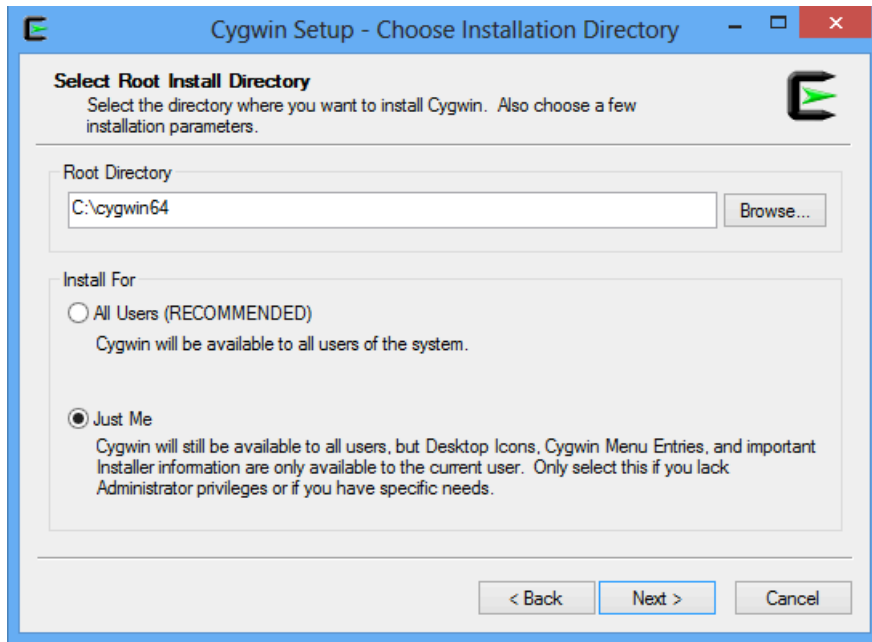 Cygwin Setup - Choose Installation Directory
Select Root Install Directory
Select the directory where you want to install Cygwin. Also choose a few
installation parameters.
Root Directory
C:\cygwin64
Browse...
Install For
All Users (RECOMMENDED)
Cygwin will be available to all users of the system.
Just Me
Cygwin will still be available to all users, but Desktop Icons, Cygwin Menu Entries, and important
Installer information are only available to the current user. Only select this if you lack
Administrator privileges or if you have specific needs.
< Back
Next >
Cancel